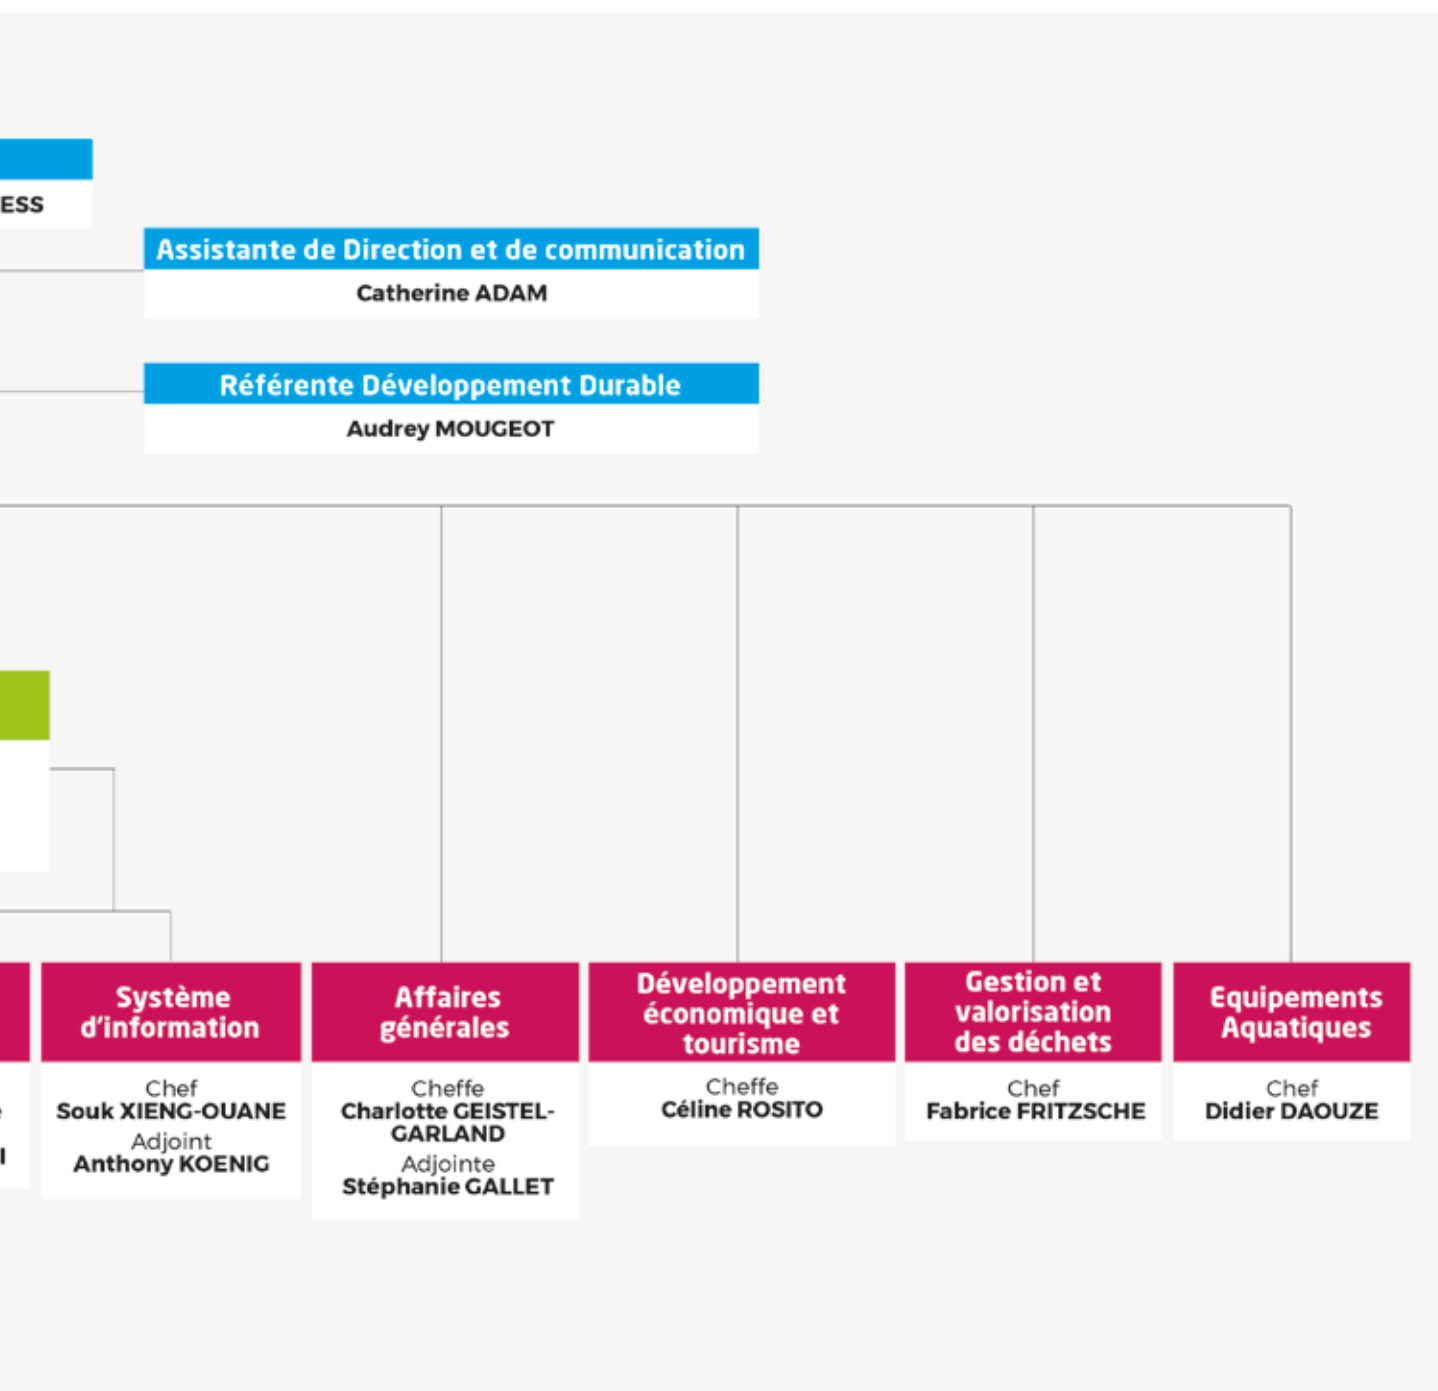 ESS
Assistante de Direction et de communication
Catherine ADAM
Référente Développement Durable
Audrey MOUGEOT
Système
d'information
Chef
Souk XIENG-OUANE
Adjoint
Anthony KOENIG
Affaires
générales
Cheffe
Charlotte GEISTEL-
GARLAND
Adjointe
Stéphanie GALLET
Développement
économique et
tourisme
Cheffe
Céline ROSITO
Gestion et
valorisation
des déchets
Chef
Fabrice FRITZSCHE
Equipements
Aquatiques
Chef
Didier DAOUZE